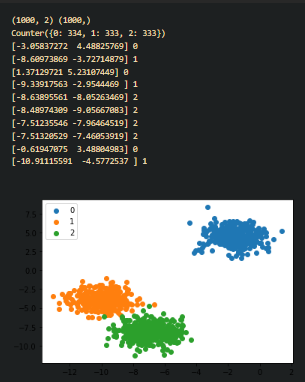 (1000, 2) (1000,)
Counter({0: 334, 1: 333, 2: 333})
[-3.05837272 4.48825769] 0
[-8.60973869 -3.72714879] 1
[1.37129721 5.23107449] 0
[-9.33917563 -2.9544469 ] 1
[-8.63895561 -8.05263469] 2
[-8.48974309 -9.05667083] 2
[-7.51235546 -7.96464519] 2
[-7.51320529 -7.46053919] 2
[-0.61947075 3.48804983] 0
[-10.91115591 -4.5772537 ] 1
0
1
2
7.5
5.0
2.5
0.0
−2.5
−5.0
−7.5
−10.0
−12 −10 −8 −6 −4 −2 0 2